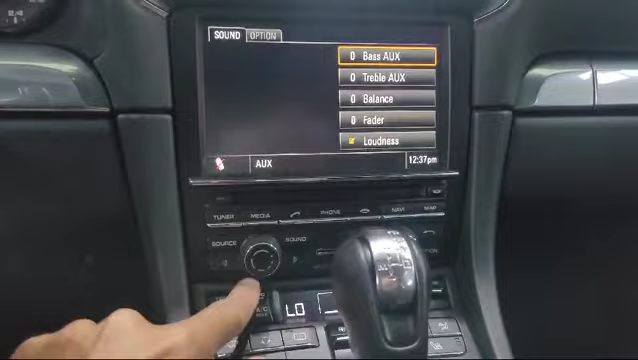 SOUND OPTION
0 Bass AUX
0 Treble AUX
0 Balance
0 Fader
Loudness
AUX 12:37pm
TUNER MEDIA PHONE NAVI MAP
SOURCE SOUND
A/C
LO